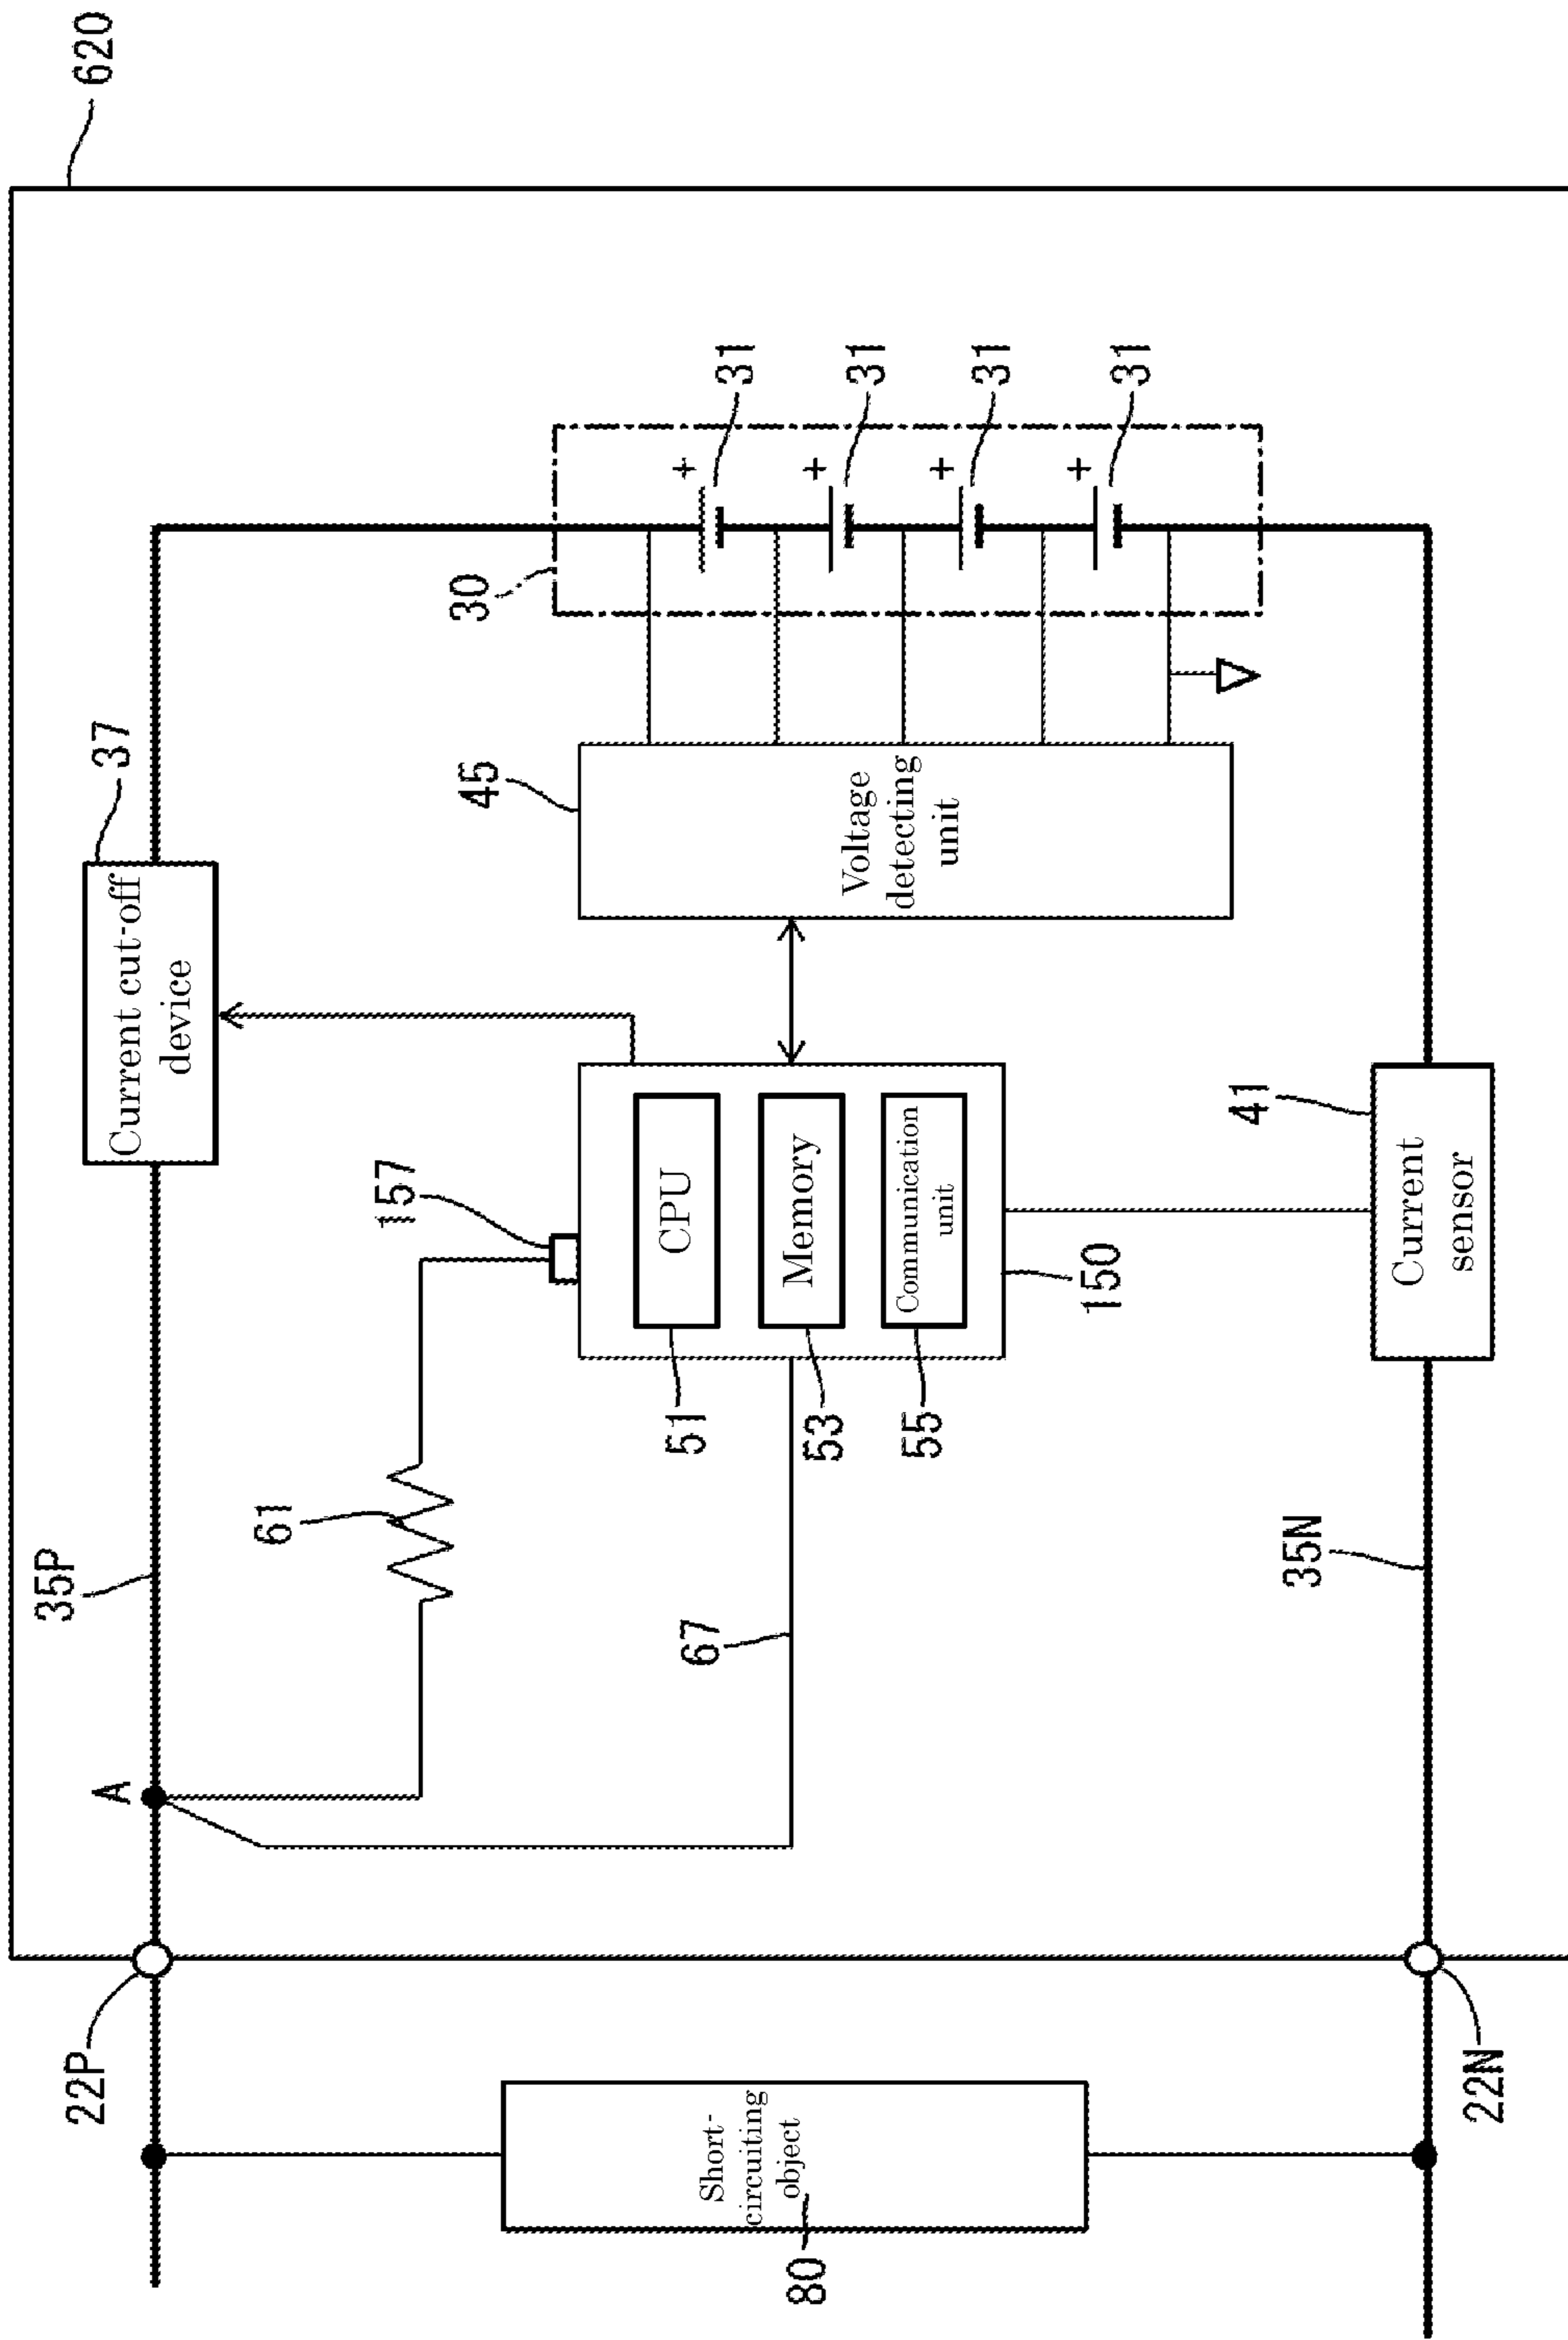 620
37
Current cut-off
device
35P
A
22P
30
31
31
31
31
+
+
+
+
45
Voltage
detecting
unit
157
61
CPU
Memory
Communication
unit
51
53
55
150
67
41
Current
sensor
35N
22N
Short-
circuiting
object
80